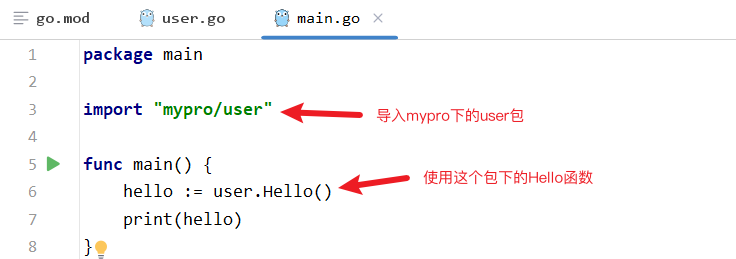 go.mod user.go main.go
1 package main
2
3 import "mypro/user" 导入mypro下的user包
4
5 func main() {
6 hello := user.Hello() 使用这个包下的Hello函数
7 print(hello)
8 }